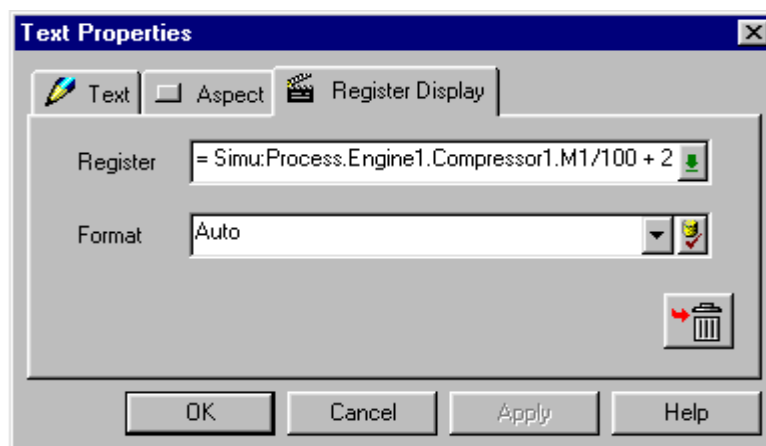 Text Properties
Text Aspect Register Display
Register = Simu:Process.Engine1.Compressor1.M1/100 + 2
Format Auto
OK Cancel Apply Help